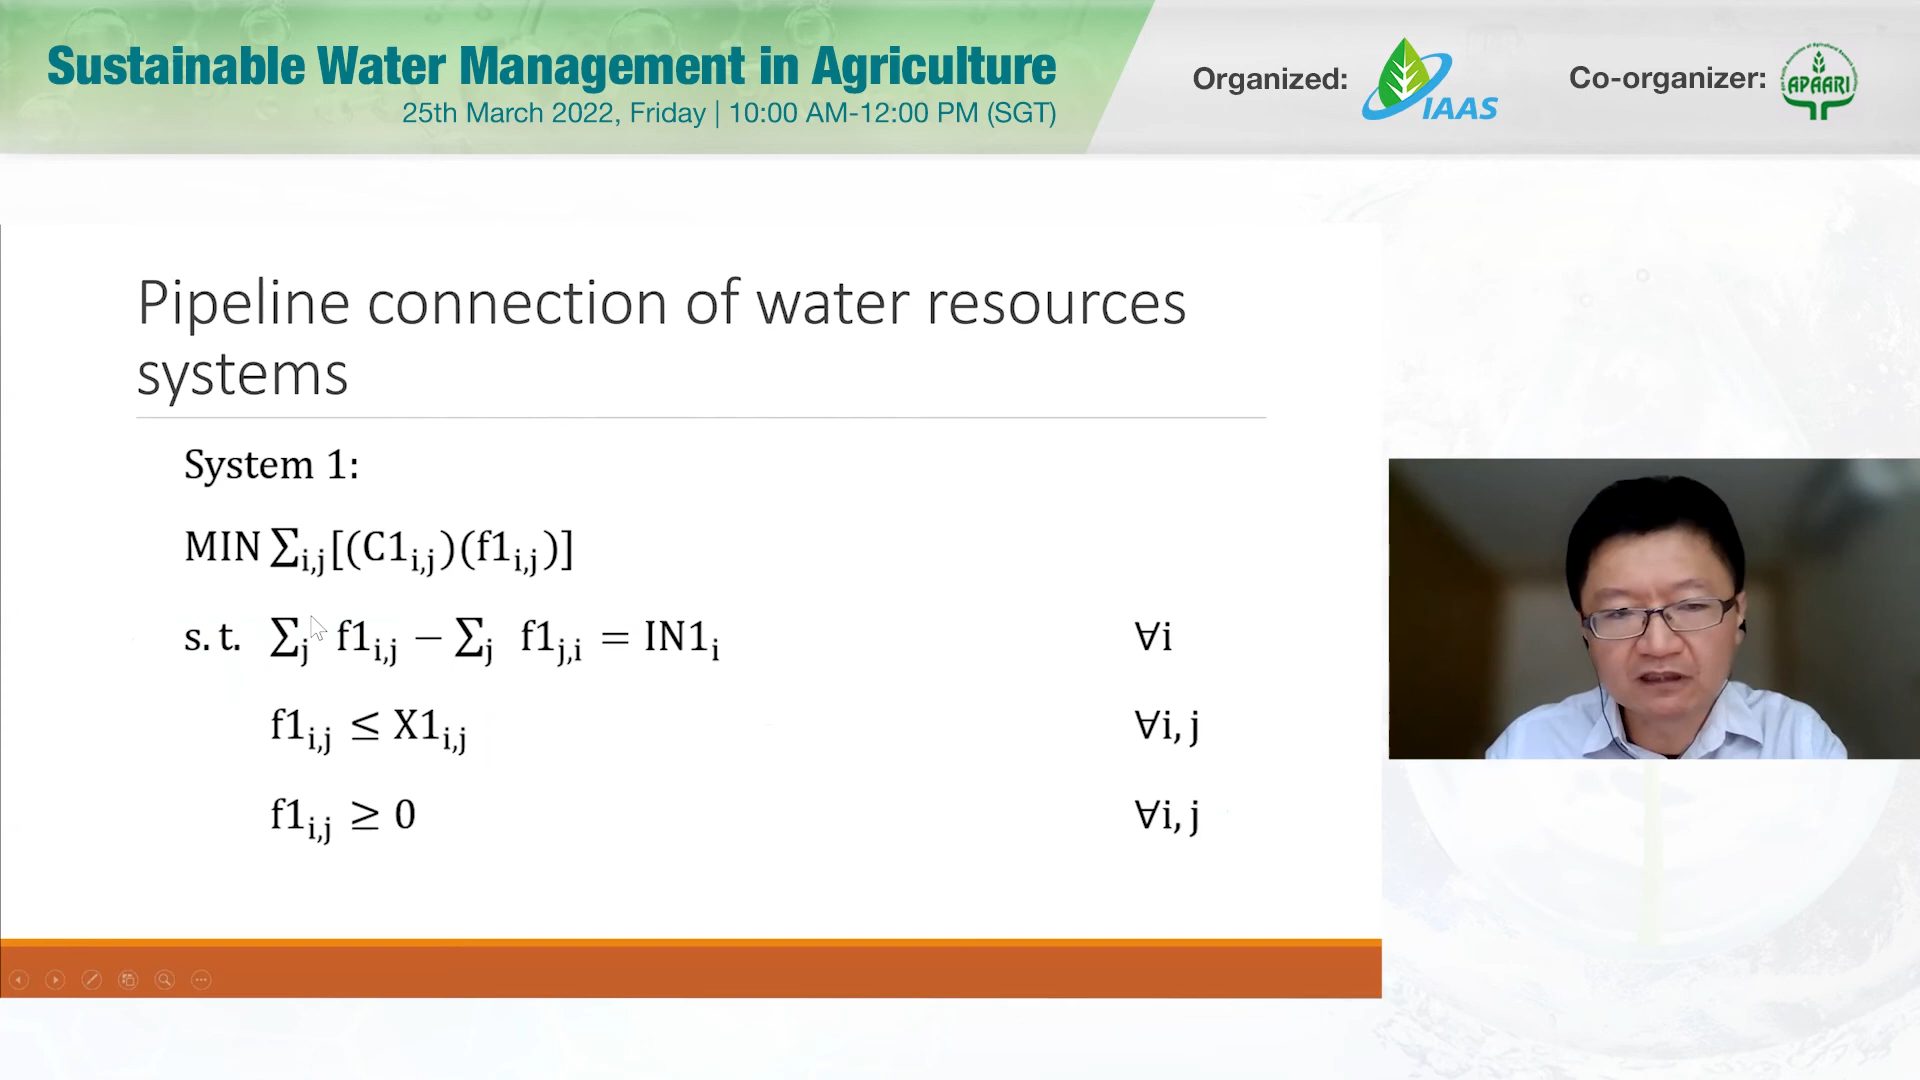 Sustainable Water Management in Agriculture
25th March 2022, Friday | 10:00 AM-12:00 PM (SGT)
Organized:
IAAS
Co-organizer:
APAARI
Pipeline connection of water resources
systems
System 1:
MIN ∑i,j[(C1i,j)(f1i,j)]
s.t. ∑j f1i,j − ∑j f1j,i = IN1i ∀i
f1i,j ≤ X1i,j ∀i,j
f1i,j ≥ 0 ∀i,j